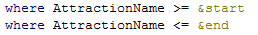 where AttractionName >= &start
where AttractionName <= &end